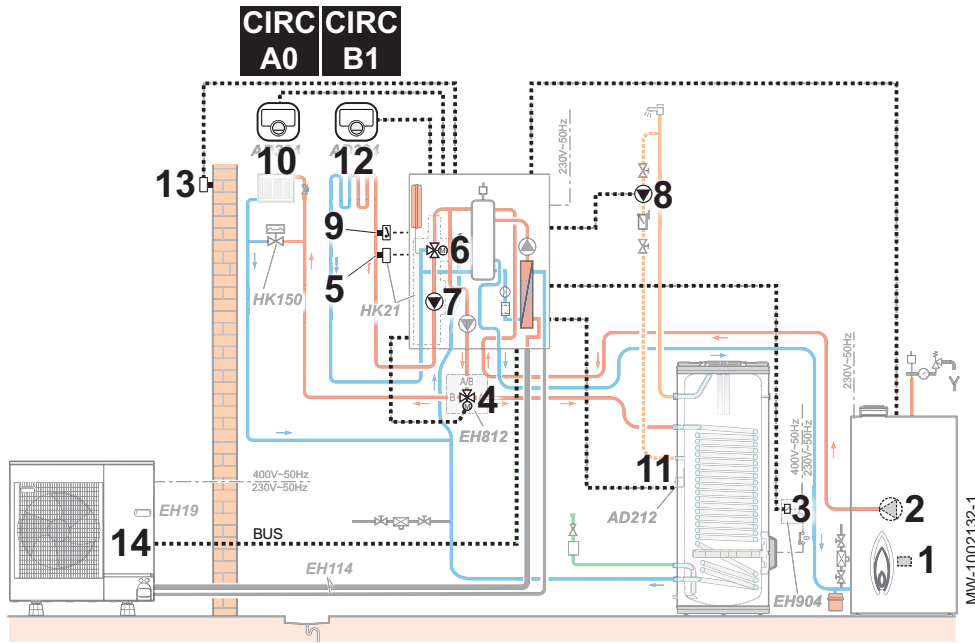 CIRC A0
CIRC B1
AD324
10
AD324
12
13
9
5
6
7
8
230V~50Hz
HK150
HK21
A/B
B
4
EH812
M
M
230V~50Hz
Y
400V~50Hz
230V~50Hz
11
AD212
400V~50Hz
230V~50Hz
3
2
1
EH19
14
BUS
EH114
EH904
MW-1002132-1